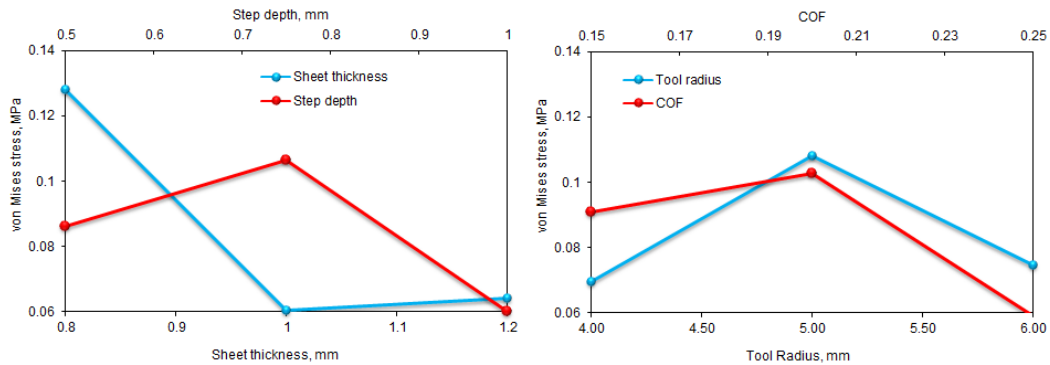 Step depth, mm
0.5 0.6 0.7 0.8 0.9 1
0.14
0.12
0.1
0.08
0.06
von Mises stress, MPa
Sheet thickness
Step depth
0.8 0.9 1 1.1 1.2
Sheet thickness, mm
COF
0.15 0.17 0.19 0.21 0.23 0.25
0.14
0.12
0.1
0.08
0.06
von Mises stress, MPa
Tool radius
COF
4.00 4.50 5.00 5.50 6.00
Tool Radius, mm